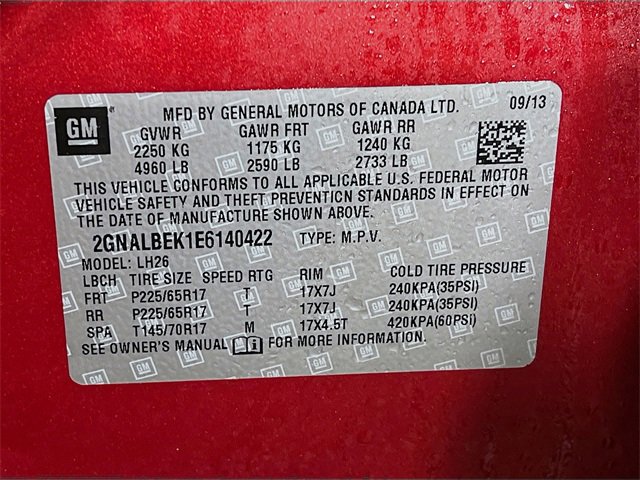 GM
MFD BY GENERAL MOTORS OF CANADA LTD. 09/13
GVWR GAWR FRT GAWR RR
2250 KG 1175 KG 1240 KG
4960 LB 2590 LB 2733 LB
THIS VEHICLE CONFORMS TO ALL APPLICABLE U.S. FEDERAL MOTOR
VEHICLE SAFETY AND THEFT PREVENTION STANDARDS IN EFFECT ON
THE DATE OF MANUFACTURE SHOWN ABOVE.
2GNALBEK1E6140422 TYPE: M.P.V.
MODEL: LH26
LBCH TIRE SIZE SPEED RTG RIM COLD TIRE PRESSURE
FRT P225/65R17 T 17X7J 240KPA(35PSI)
RR P225/65R17 T 17X7J 240KPA(35PSI)
SPA T145/70R17 M 17X4.5T 420KPA(60PSI)
SEE OWNER'S MANUAL i FOR MORE INFORMATION.